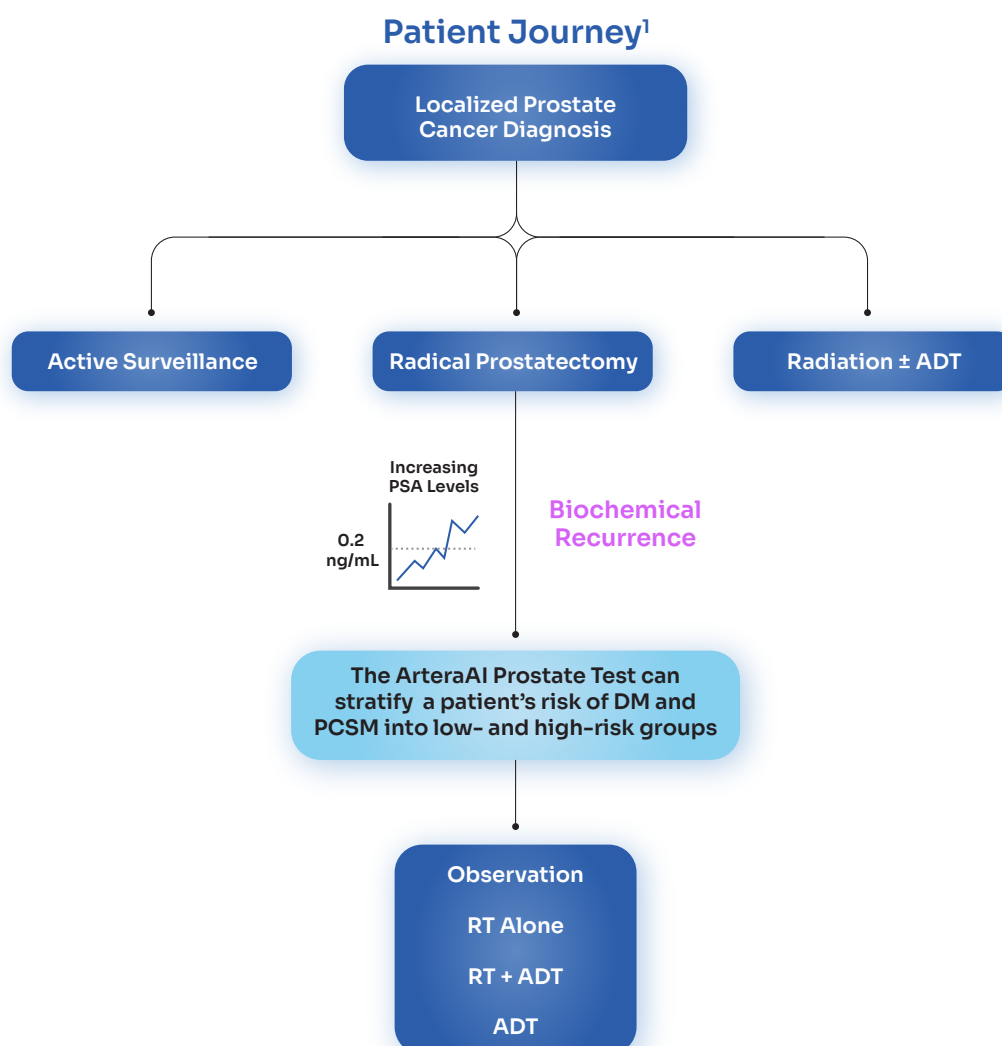 Patient Journey¹
Localized Prostate
Cancer Diagnosis
Active Surveillance
Radical Prostatectomy
Radiation ± ADT
Increasing
PSA Levels
0.2
ng/mL
Biochemical
Recurrence
The ArteraAI Prostate Test can
stratify a patient’s risk of DM and
PCSM into low- and high-risk groups
Observation
RT Alone
RT + ADT
ADT